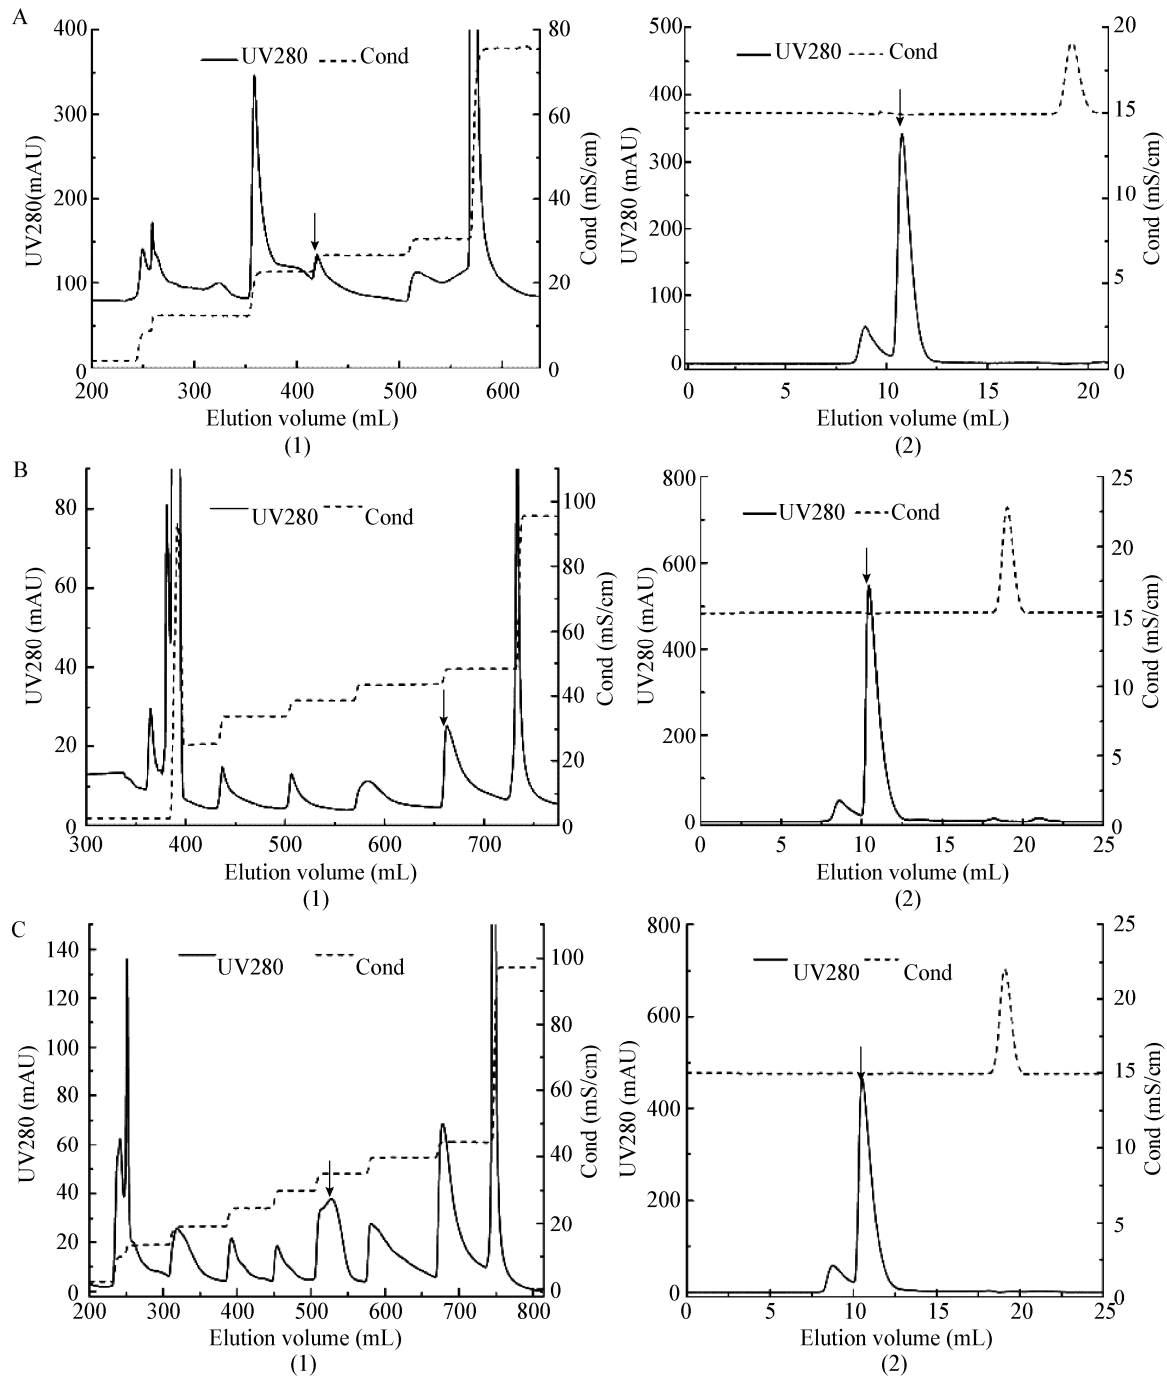 A
UV280 Cond
UV280(mAU)
400
300
200
100
0
80
60
40
20
0
Cond (mS/cm)
200 300 400 500 600
Elution volume (mL)
(1)
UV280 Cond
UV280 (mAU)
500
400
300
200
100
0
20
15
10
5
0
Cond (mS/cm)
0 5 10 15 20
Elution volume (mL)
(2)
B
UV280 Cond
UV280 (mAU)
80
60
40
20
0
100
80
60
40
20
0
Cond (mS/cm)
300 400 500 600 700
Elution volume (mL)
(1)
UV280 Cond
UV280 (mAU)
800
600
400
200
0
25
20
15
10
5
0
Cond (mS/cm)
0 5 10 15 20 25
Elution volume (mL)
(2)
C
UV280 Cond
UV280 (mAU)
140
120
100
80
60
40
20
0
100
80
60
40
20
0
Cond (mS/cm)
200 300 400 500 600 700 800
Elution volume (mL)
(1)
UV280 Cond
UV280 (mAU)
800
600
400
200
0
25
20
15
10
5
0
Cond (mS/cm)
0 5 10 15 20 25
Elution volume (mL)
(2)